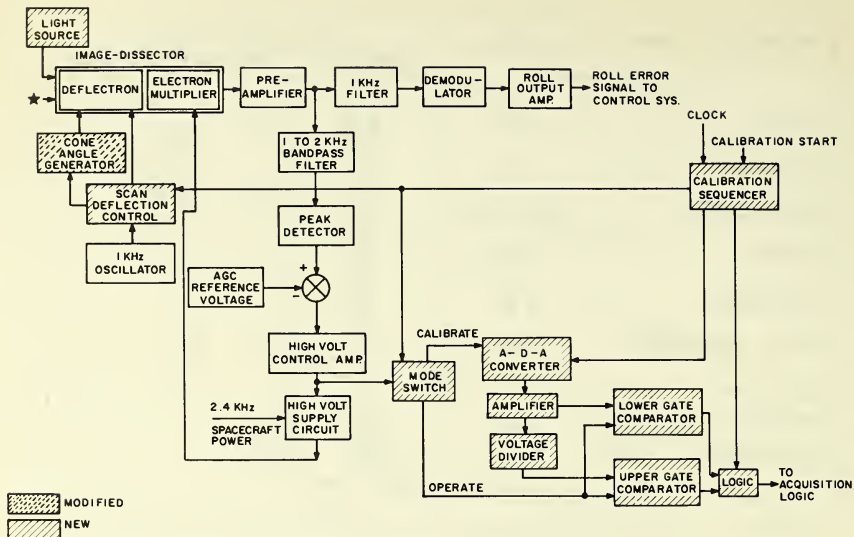 LIGHT
SOURCE
IMAGE-DISSECTOR
DEFLECTRON
ELECTRON
MULTIPLIER
PRE-
AMPLIFIER
1 KHz
FILTER
DEMODU-
LATOR
ROLL
OUTPUT
AMP.
ROLL ERROR
SIGNAL TO
CONTROL SYS.
CONE
ANGLE
GENERATOR
1 TO 2 KHz
BANDPASS
FILTER
CLOCK
CALIBRATION START
CALIBRATION
SEQUENCER
SCAN
DEFLECTION
CONTROL
PEAK
DETECTOR
1 KHz
OSCILLATOR
AGC
REFERENCE
VOLTAGE
+
-
HIGH VOLT
CONTROL AMP.
CALIBRATE
MODE
SWITCH
A-D-A
CONVERTER
2.4 KHz
SPACECRAFT
POWER
HIGH VOLT
SUPPLY
CIRCUIT
AMPLIFIER
LOWER GATE
COMPARATOR
VOLTAGE
DIVIDER
OPERATE
UPPER GATE
COMPARATOR
LOGIC
TO
ACQUISITION
LOGIC
MODIFIED
NEW